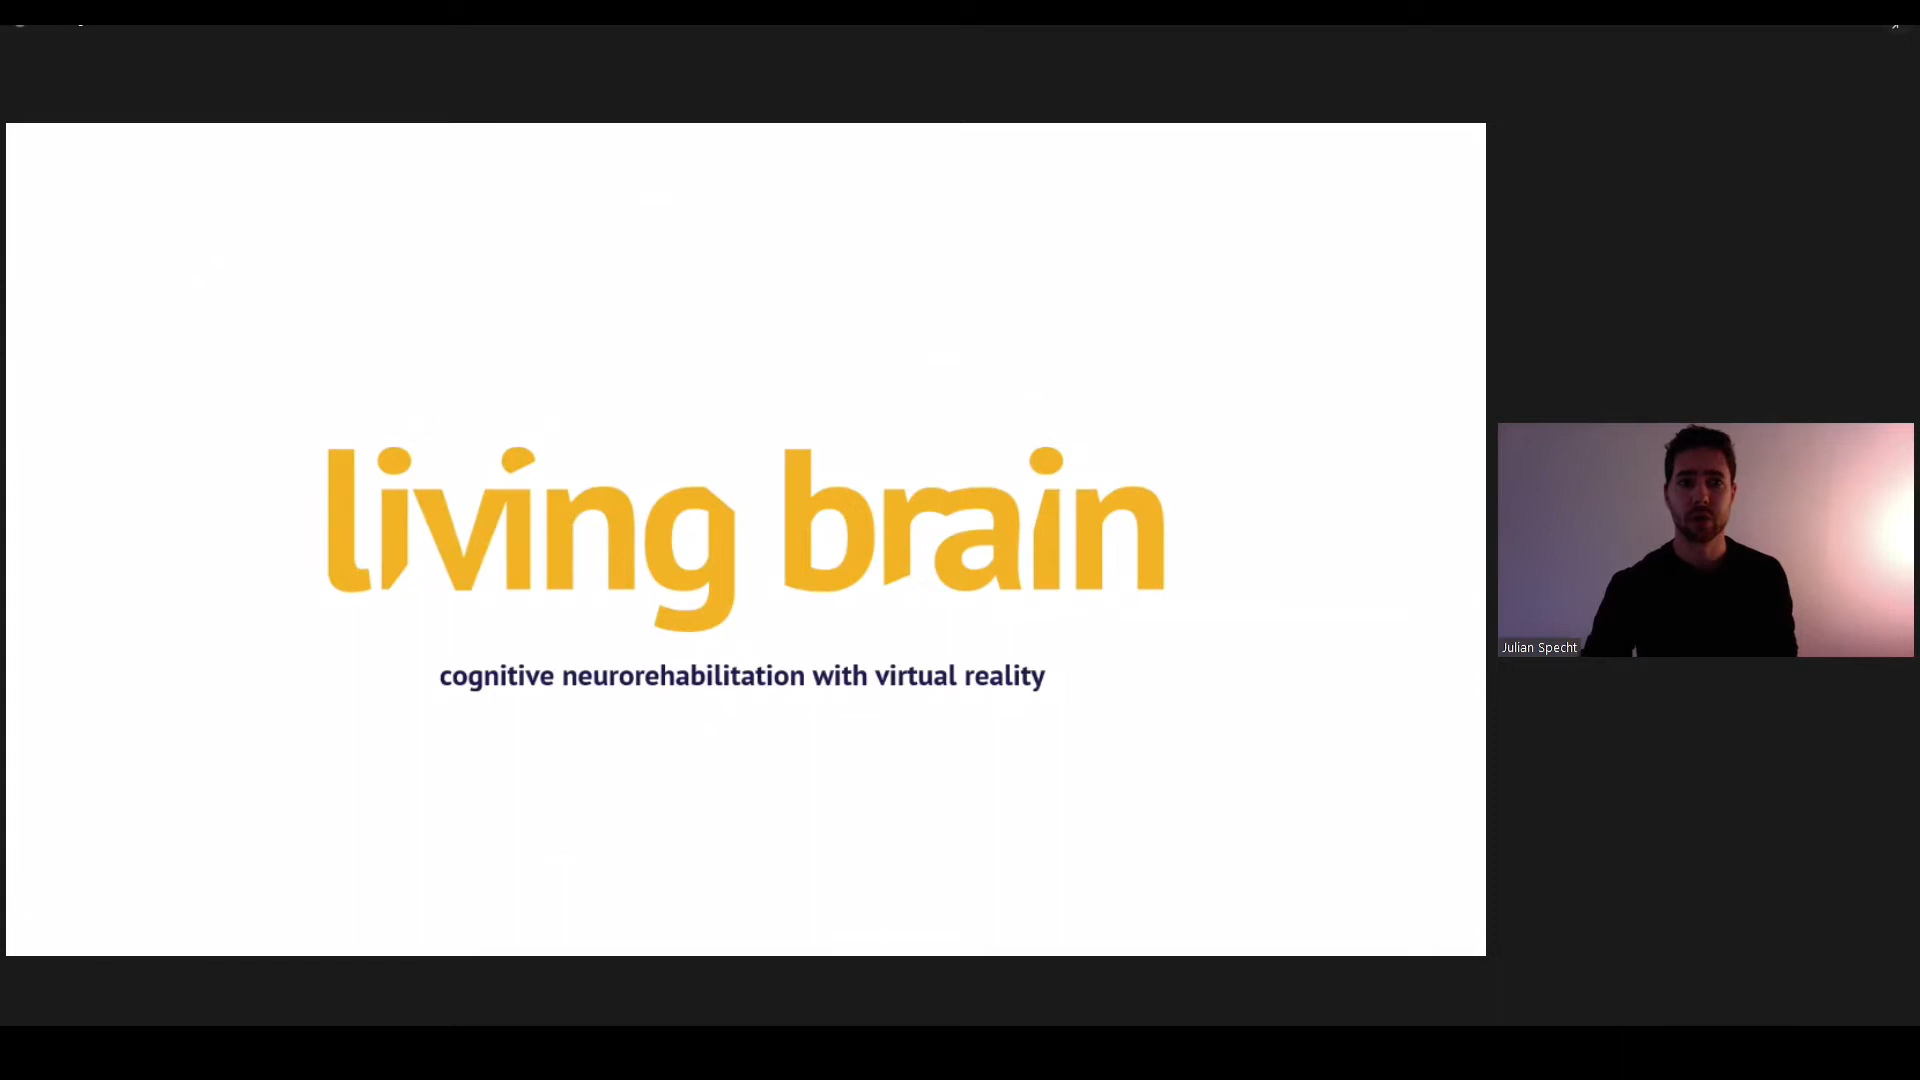 living brain
cognitive neurorehabilitation with virtual reality
Julian Specht